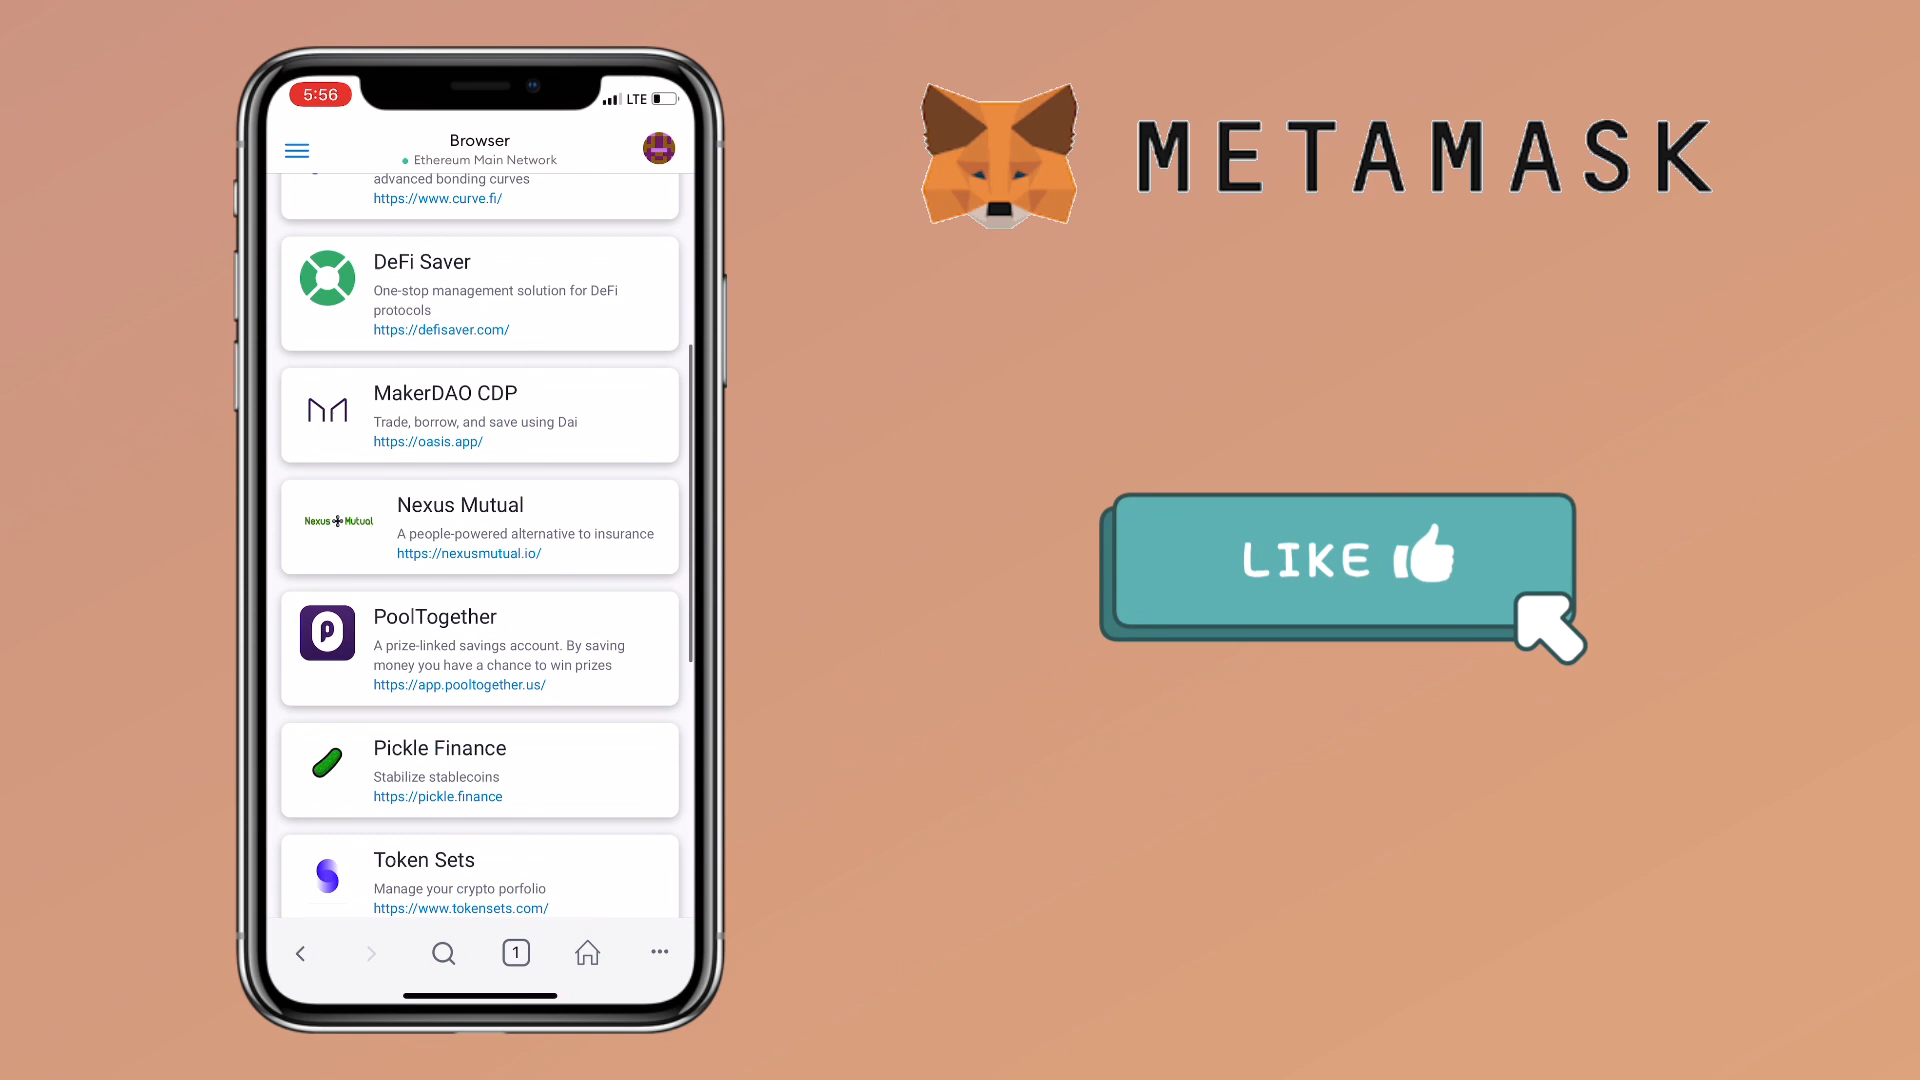 5:56
LTE
Browser
Ethereum Main Network
advanced bonding curves
https://www.curve.fi/
DeFi Saver
One-stop management solution for DeFi
protocols
https://defisaver.com/
MakerDAO CDP
Trade, borrow, and save using Dai
https://oasis.app/
Nexus Mutual
Nexus Mutual
A people-powered alternative to insurance
https://nexusmutual.io/
PoolTogether
A prize-linked savings account. By saving
money you have a chance to win prizes
https://app.pooltogether.us/
Pickle Finance
Stabilize stablecoins
https://pickle.finance
Token Sets
Manage your crypto porfolio
https://www.tokensets.com/
1
METAMASK
LIKE